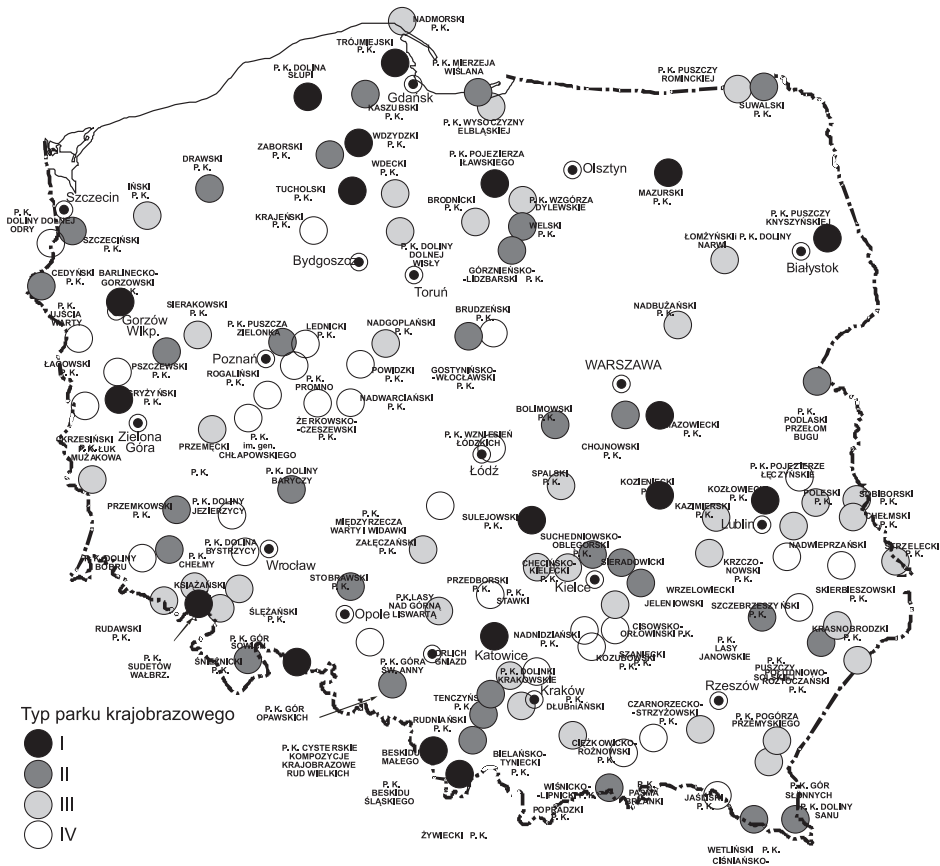 NADMORSKI
P. K.
TRÓJMIEJSKI
P. K.
P. K. DOLINA
SŁUPI
P. K. MIERZEJA
WIŚLANA
P. K. PUSZCZY
ROMINCKIEJ
Gdańsk
KASZUBSKI
P. K.
SUWALSKI
P. K.
P. K. WYSOCZYZNY
ELBLĄSKIEJ
WDZYDZKI
P. K.
ZABORSKI
P. K.
DRAWSKI
P. K.
WDECKI
P. K.
P. K. POJEZIERZA
IŁAWSKIEGO
Olsztyn
IŃSKI
P. K.
TUCHOLSKI
P. K.
MAZURSKI
P. K.
BRODNICKI
P. K.
P. K. WZGÓRZA
DYLEWSKIE
Szczecin
P. K.
DOLINY DOLNEJ
ODRY
KRAJEŃSKI
P. K.
WELSKI
P. K.
P. K. PUSZCZY
KNYSZYŃSKIEJ
SZCZECIŃSKI
P. K.
P. K. DOLINY
DOLNEJ
WISŁY
ŁOMŻYŃSKI P. K. DOLINY
NARWI
Bydgoszcz
Białystok
CEDYŃSKI
P. K.
BARLINECKO-
GORZOWSKI
P. K.
Toruń
GÓRZNIEŃSKO-
-LIDZBARSKI P. K.
P. K.
UJŚCIA
WARTY
Gorzów
Wlkp.
SIERAKOWSKI
P. K.
P. K. PUSZCZA
ZIELONKA
LEDNICKI
P. K.
NADGOPLAŃSKI
P. K.
BRUDZEŃSKI
P. K.
NADBUŻAŃSKI
P. K.
ŁAGOWSKI
P. K.
PSZCZEWSKI
P. K.
Poznań
ROGALIŃSKI
P. K.
P. K.
PROMNO
POWIDZKI
P. K.
GOSTYNIŃSKO-
-WŁOCŁAWSKI
P. K.
WARSZAWA
GRYŻYŃSKI
P. K.
NADWARCIAŃSKI
P. K.
Zielona
Góra
PRZEMĘCKI
P. K.
P. K.
im. gen.
CHŁAPOWSKIEGO
ŻERKOWSKO-
-CZESZEWSKI
P. K.
BOLIMOWSKI
P. K.
CHOJNOWSKI
P. K.
MAZOWIECKI
P. K.
P. K.
PODLASKI
PRZEŁOM
BUGU
KRZESIŃSKI
P. K. ŁUK
MUŻAKOWA
P. K. WZNIESIEŃ
ŁÓDZKICH
Łódź
P. K. DOLINY
BARYCZY
SPALSKI
P. K.
P. K. POJEZIERZE
ŁĘCZYŃSKIE
KOZIENICKI
P. K.
KOZŁOWIECKI
P. K.
POLESKI
P. K.
SOBIBORSKI
P. K.
PRZEMKOWSKI
P. K.
P. K. DOLINY
JEZIERZYCY
P. K.
MIĘDZYRZECZA
WARTY I WIDAWKI
SULEJOWSKI
P. K.
KAZIMIERSKI
P. K.
Lublin
CHEŁMSKI
P. K.
P. K. DOLINY
BOBRU
P. K.
CHEŁMY
P. K. DOLINA
BYSTRZYCY
Wrocław
ZAŁĘCZAŃSKI
P. K.
SUCHEDNIOWSKO-
OBLEGORSKI
P. K.
SIERADOWICKI
P. K.
NADWIEPRZAŃSKI
P. K.
STRZELECKI
P. K.
CHĘCIŃSKO-
KIELECKI
P. K.
Kielce
KRZCZO-
NOWSKI
P. K.
KSIĄŻAŃSKI
P. K.
STOBRAWSKI
P. K.
Opole
PRZEDBORSKI
P. K.
P. K.
STAWKI
WRZELOWIECKI
P. K.
SKIERBIESZOWSKI
P. K.
JELENIOWSKI
P. K.
SZCZEBRZESZYŃSKI
P. K.
RUDAWSKI
P. K.
ŚLĘŻAŃSKI
P. K.
P. K. LASY
NAD GÓRNĄ
LISWARTĄ
CISOWSKO-
ORŁOWIŃSKI P.K.
KRASNOBRODZKI
P. K.
P. K.
SUDETÓW
WAŁBRZ.
P. K. GÓR
SOWICH
ŚNIEŻNICKI
P. K.
ORLICH
GNIAZD
Katowice
NADNIDZIAŃSKI
P. K.
SZANIECKI
P. K.
KOZUBOWSKI
P. K.
P. K.
LASY
JANOWSKIE
P. K.
PUSZCZY
SOLSKIEJ
P. K.
POŁUDNIOWO-
ROZTOCZAŃSKI
P. K.
P. K. GÓRA
ŚW. ANNY
P. K. DOLINKI
KRAKOWSKIE
Rzeszów
P. K. GÓR
OPAWSKICH
TENCZYŃSKI
P. K.
Kraków
DŁUBNIAŃSKI
P. K.
CZARNORZECKO-
-STRZYŻOWSKI
P. K.
P. K. POGÓRZA
PRZEMYSKIEGO
RUDNIAŃSKI
P. K.
P. K. CYSTERSKIE
KOMPOZYCJE
KRAJOBRAZOWE
RUD WIELKICH
BESKIDU
MAŁEGO
BIELAŃSKO-
TYNIECKI
P. K.
CIĘŻKOWICKO-
-ROŻNOWSKI
P. K.
P. K.
BESKIDU
ŚLĄSKIEGO
WIŚNICKO-
-LIPNICKI P. K.
P. K.
PASMA
BRZANKI
JAŚLISKI
P. K.
P. K. GÓR
SŁONNYCH
POPRADZKI
P. K.
P. K. DOLINY
SANU
ŻYWIECKI P. K.
WETLIŃSKI P. K.
CIŚNIAŃSKO-
Typ parku krajobrazowego
I
II
III
IV